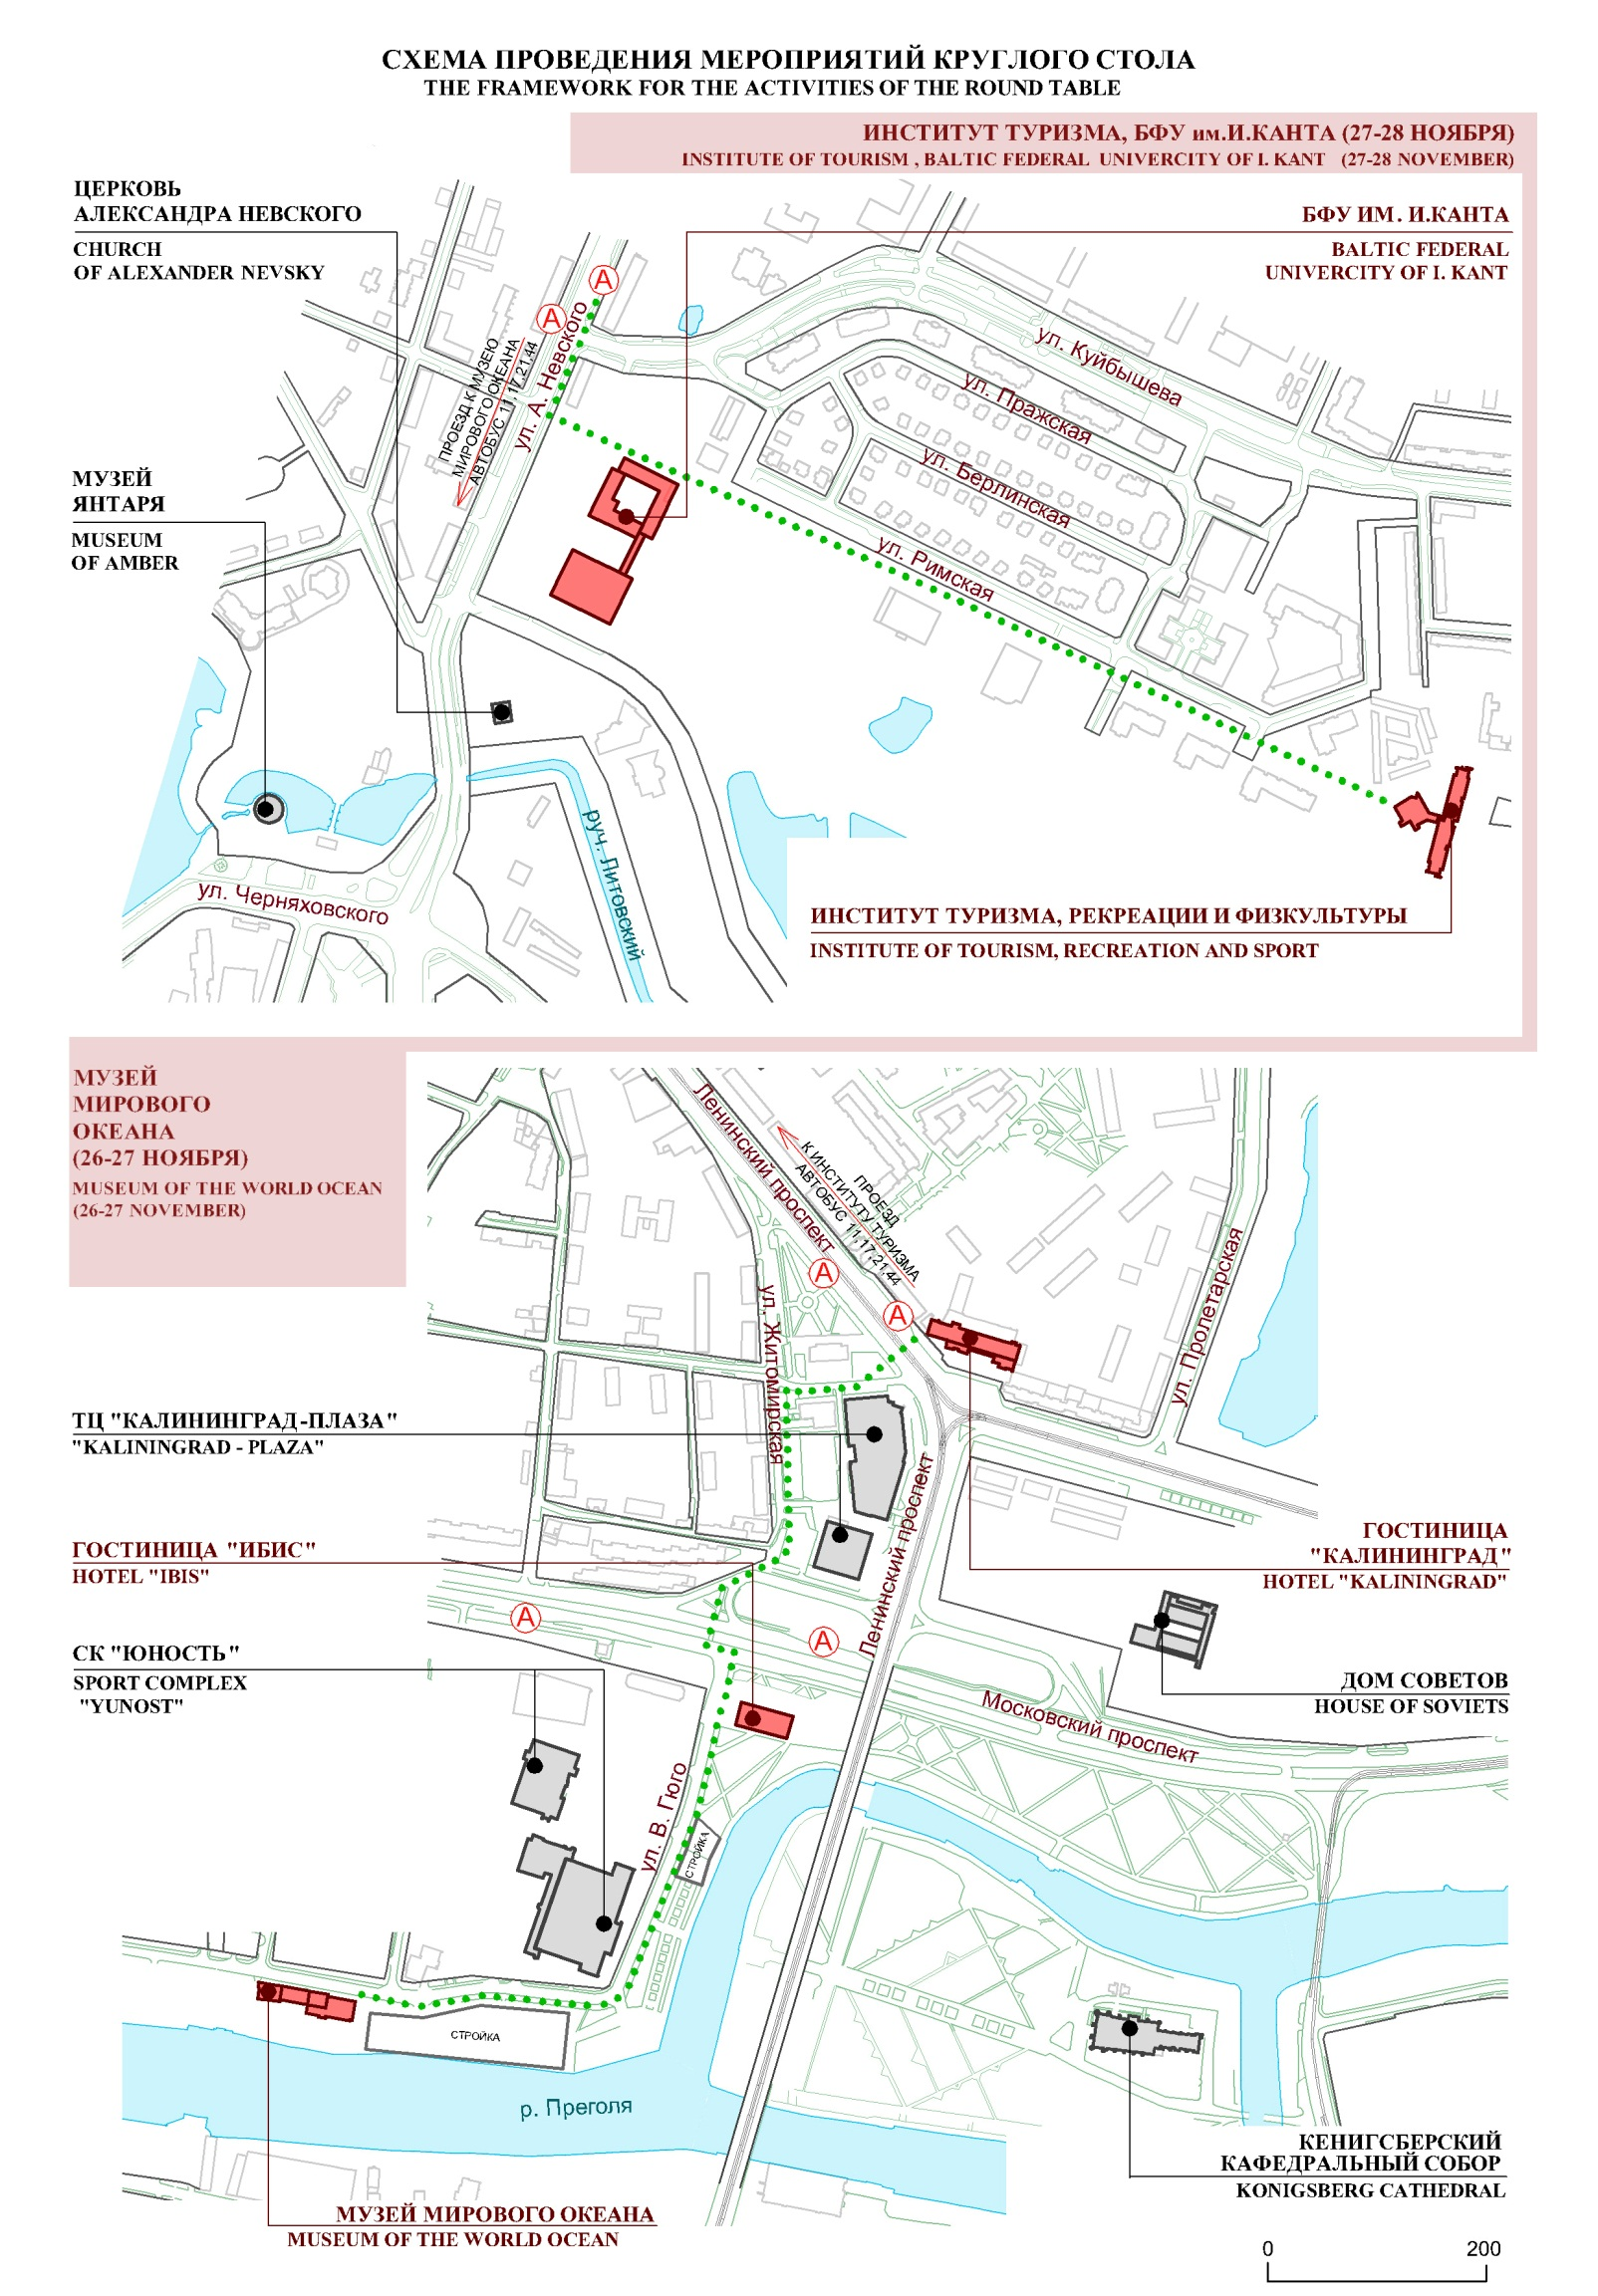 СХЕМА ПРОВЕДЕНИЯ МЕРОПРИЯТИЙ КРУГЛОГО СТОЛА
THE FRAMEWORK FOR THE ACTIVITIES OF THE ROUND TABLE
ИНСТИТУТ ТУРИЗМА, БФУ им.И.КАНТА (27-28 НОЯБРЯ)
INSTITUTE OF TOURISM , BALTIC FEDERAL UNIVERCITY OF I. KANT (27-28 NOVEMBER)
ЦЕРКОВЬ
АЛЕКСАНДРА НЕВСКОГО
CHURCH
OF ALEXANDER NEVSKY
БФУ ИМ. И.КАНТА
BALTIC FEDERAL
UNIVERCITY OF I. KANT
А
А
ул. А. Невского
ПРОЕЗД К МУЗЕЮ
МИРОВОГО ОКЕАНА
АВТОБУС 11,17,21,44
ул. Куйбышева
ул. Пражская
ул. Берлинская
ул. Римская
МУЗЕЙ
ЯНТАРЯ
MUSEUM
OF AMBER
руч. Литовский
ул. Черняховского
ИНСТИТУТ ТУРИЗМА, РЕКРЕАЦИИ И ФИЗКУЛЬТУРЫ
INSTITUTE OF TOURISM, RECREATION AND SPORT
МУЗЕЙ
МИРОВОГО
ОКЕАНА
(26-27 НОЯБРЯ)
MUSEUM OF THE WORLD OCEAN
(26-27 NOVEMBER)
Ленинский проспект
ПРОЕЗД
К ИНСТИТУТУ ТУРИЗМА
АВТОБУС 11,17,21,44
А
А
ул. Житомирская
ул. Пролетарская
ТЦ "КАЛИНИНГРАД-ПЛАЗА"
"KALININGRAD - PLAZA"
Ленинский проспект
ГОСТИНИЦА
"КАЛИНИНГРАД"
HOTEL "KALININGRAD"
ГОСТИНИЦА "ИБИС"
HOTEL "IBIS"
А
А
СК "ЮНОСТЬ"
SPORT COMPLEX
"YUNOST"
ДОМ СОВЕТОВ
HOUSE OF SOVIETS
Московский проспект
ул. В. Гюго
СТРОЙКА
СТРОЙКА
р. Преголя
КЕНИГСБЕРСКИЙ
КАФЕДРАЛЬНЫЙ СОБОР
KONIGSBERG CATHEDRAL
МУЗЕЙ МИРОВОГО ОКЕАНА
MUSEUM OF THE WORLD OCEAN
0 200